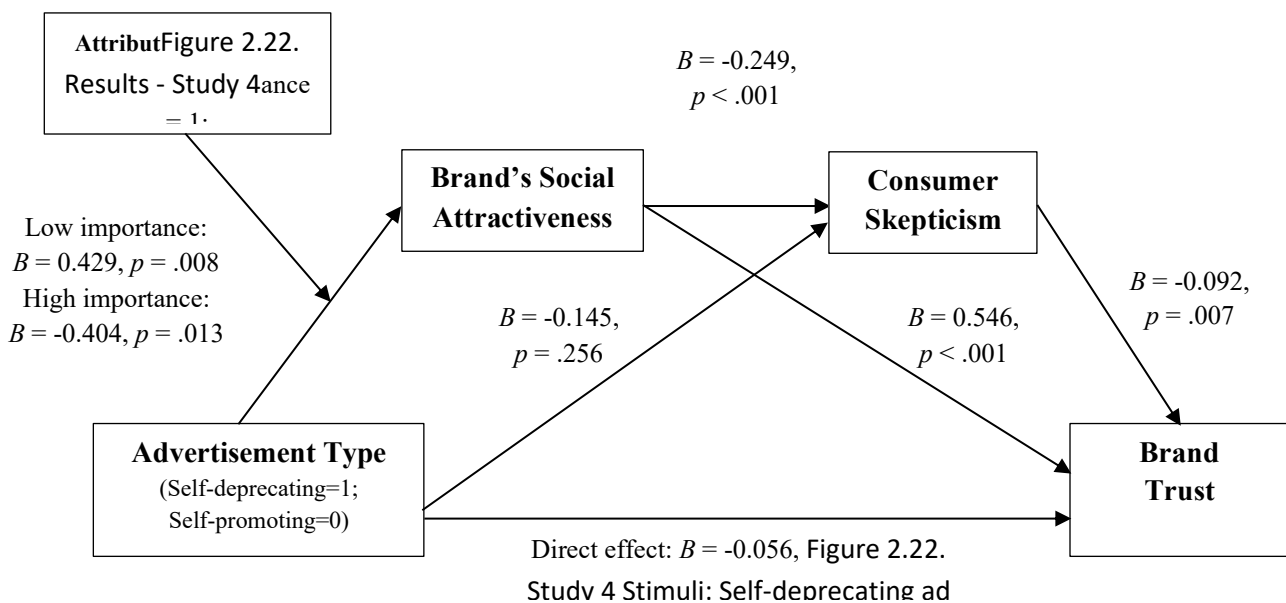 AttributFigure 2.22.
Results - Study 4ance
= 1;
B = -0.249,
p < .001
Brand’s Social
Attractiveness
Consumer
Skepticism
Low importance:
B = 0.429, p = .008
High importance:
B = -0.404, p = .013
B = -0.145,
p = .256
B = 0.546,
p < .001
B = -0.092,
p = .007
Advertisement Type
(Self-deprecating=1;
Self-promoting=0)
Brand
Trust
Direct effect: B = -0.056, Figure 2.22.
Study 4 Stimuli: Self-deprecating ad